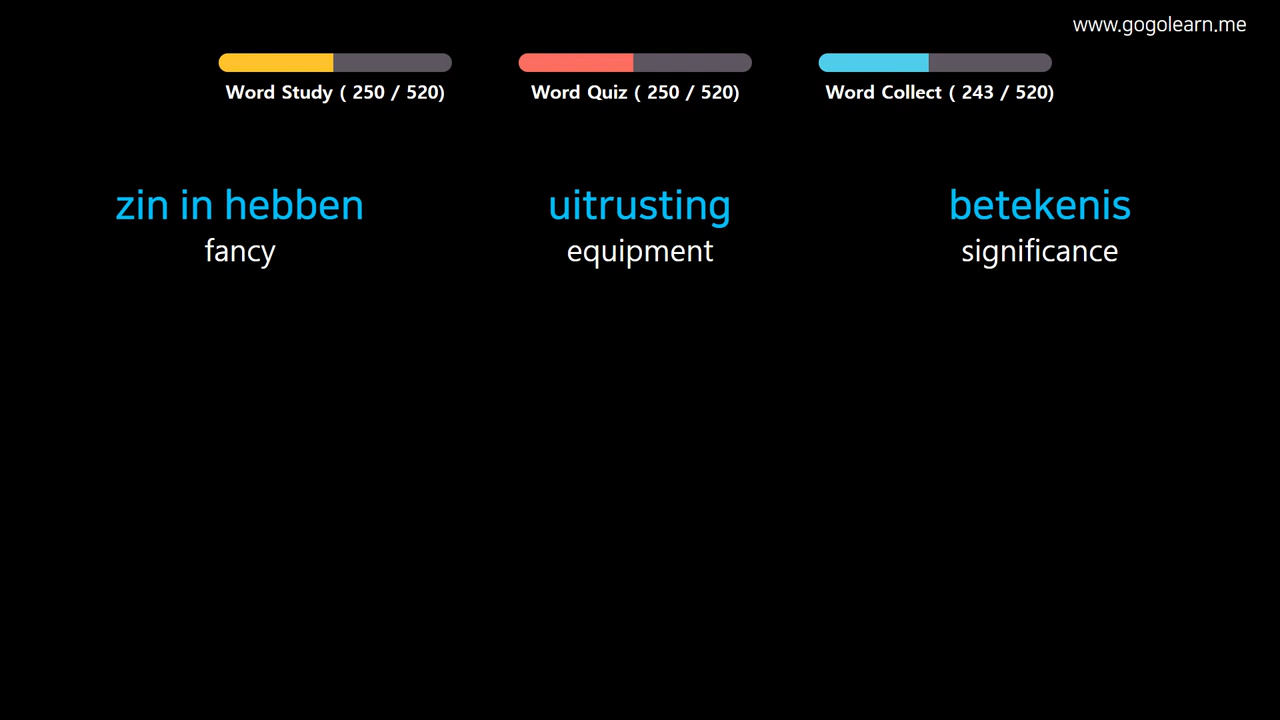 www.gogolearn.me
Word Study ( 250 / 520)
Word Quiz ( 250 / 520)
Word Collect ( 243 / 520)
zin in hebben
fancy
uitrusting
equipment
betekenis
significance